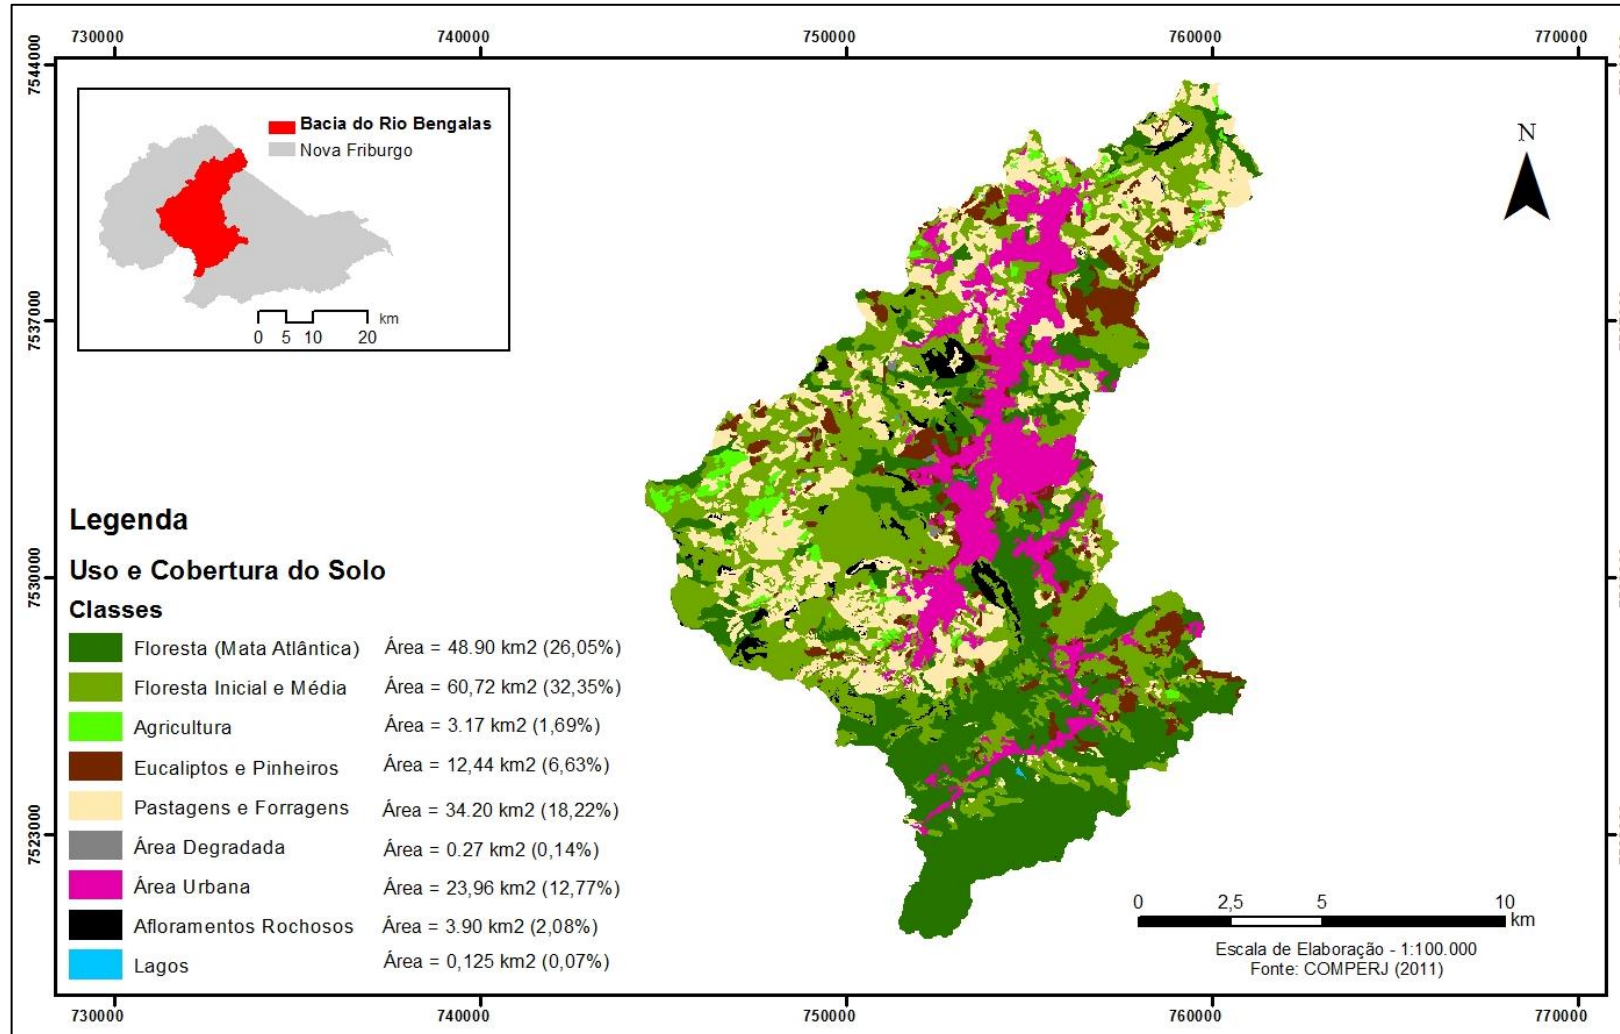 730000 740000 750000 760000 770000
7544000
Bacia do Rio Bengalas
Nova Friburgo
0 5 10 20 km
N
7537000
7530000
7523000
Legenda
Uso e Cobertura do Solo
Classes
Floresta (Mata Atlântica) Área = 48.90 km2 (26,05%)
Floresta Inicial e Média Área = 60,72 km2 (32,35%)
Agricultura Área = 3.17 km2 (1,69%)
Eucaliptos e Pinheiros Área = 12,44 km2 (6,63%)
Pastagens e Forragens Área = 34.20 km2 (18,22%)
Área Degradada Área = 0.27 km2 (0,14%)
Área Urbana Área = 23,96 km2 (12,77%)
Afloramentos Rochosos Área = 3.90 km2 (2,08%)
Lagos Área = 0,125 km2 (0,07%)
0 2,5 5 10
km
Escala de Elaboração - 1:100.000
Fonte: COMPERJ (2011)
730000 740000 750000 760000 770000